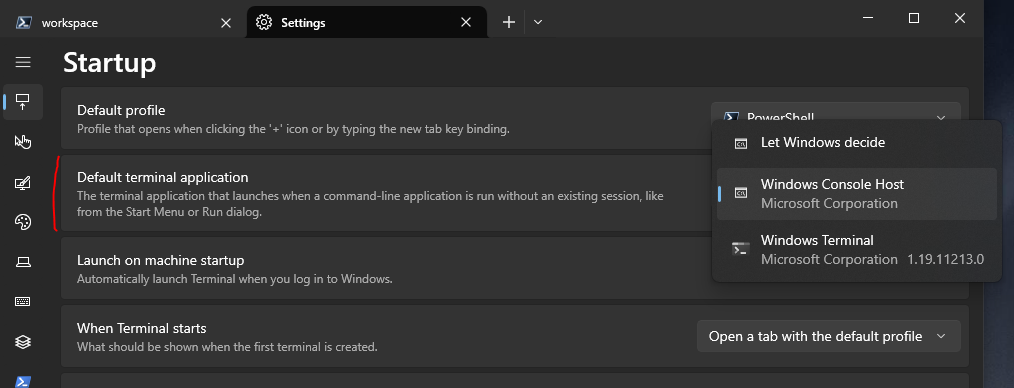 workspace
Settings
Startup
Default profile
Profile that opens when clicking the '+' icon or by typing the new tab key binding.
PowerShell
Let Windows decide
Default terminal application
The terminal application that launches when a command-line application is run without an existing session, like
from the Start Menu or Run dialog.
Windows Console Host
Microsoft Corporation
Windows Terminal
Microsoft Corporation 1.19.11213.0
Launch on machine startup
Automatically launch Terminal when you log in to Windows.
When Terminal starts
What should be shown when the first terminal is created.
Open a tab with the default profile